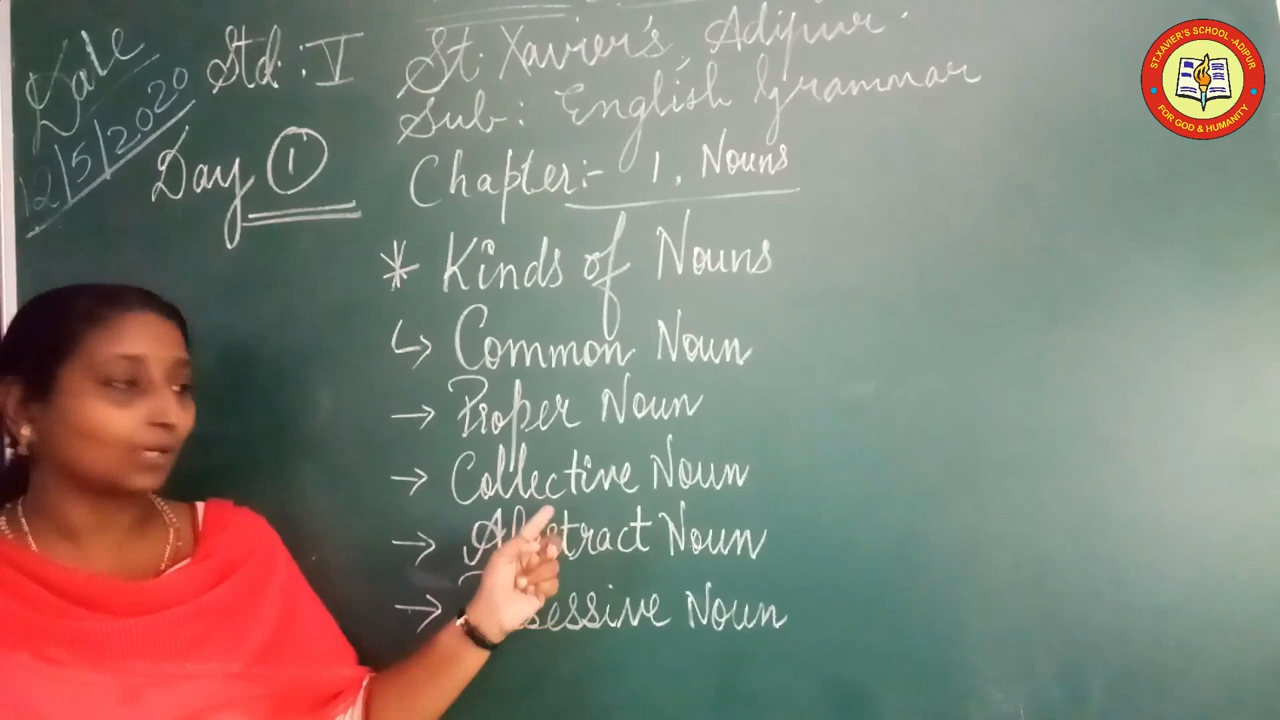 Date
12/5/2020
Std : V
St. Xavier's, Adipur.
Sub : English Grammar
Day 1
Chapter:- 1, Nouns
* Kinds of Nouns
↳ Common Noun
→ Proper Noun
→ Collective Noun
→ Abstract Noun
→ Possessive Noun
ST.XAVIER'S SCHOOL-ADIPUR
FOR GOD & HUMANITY